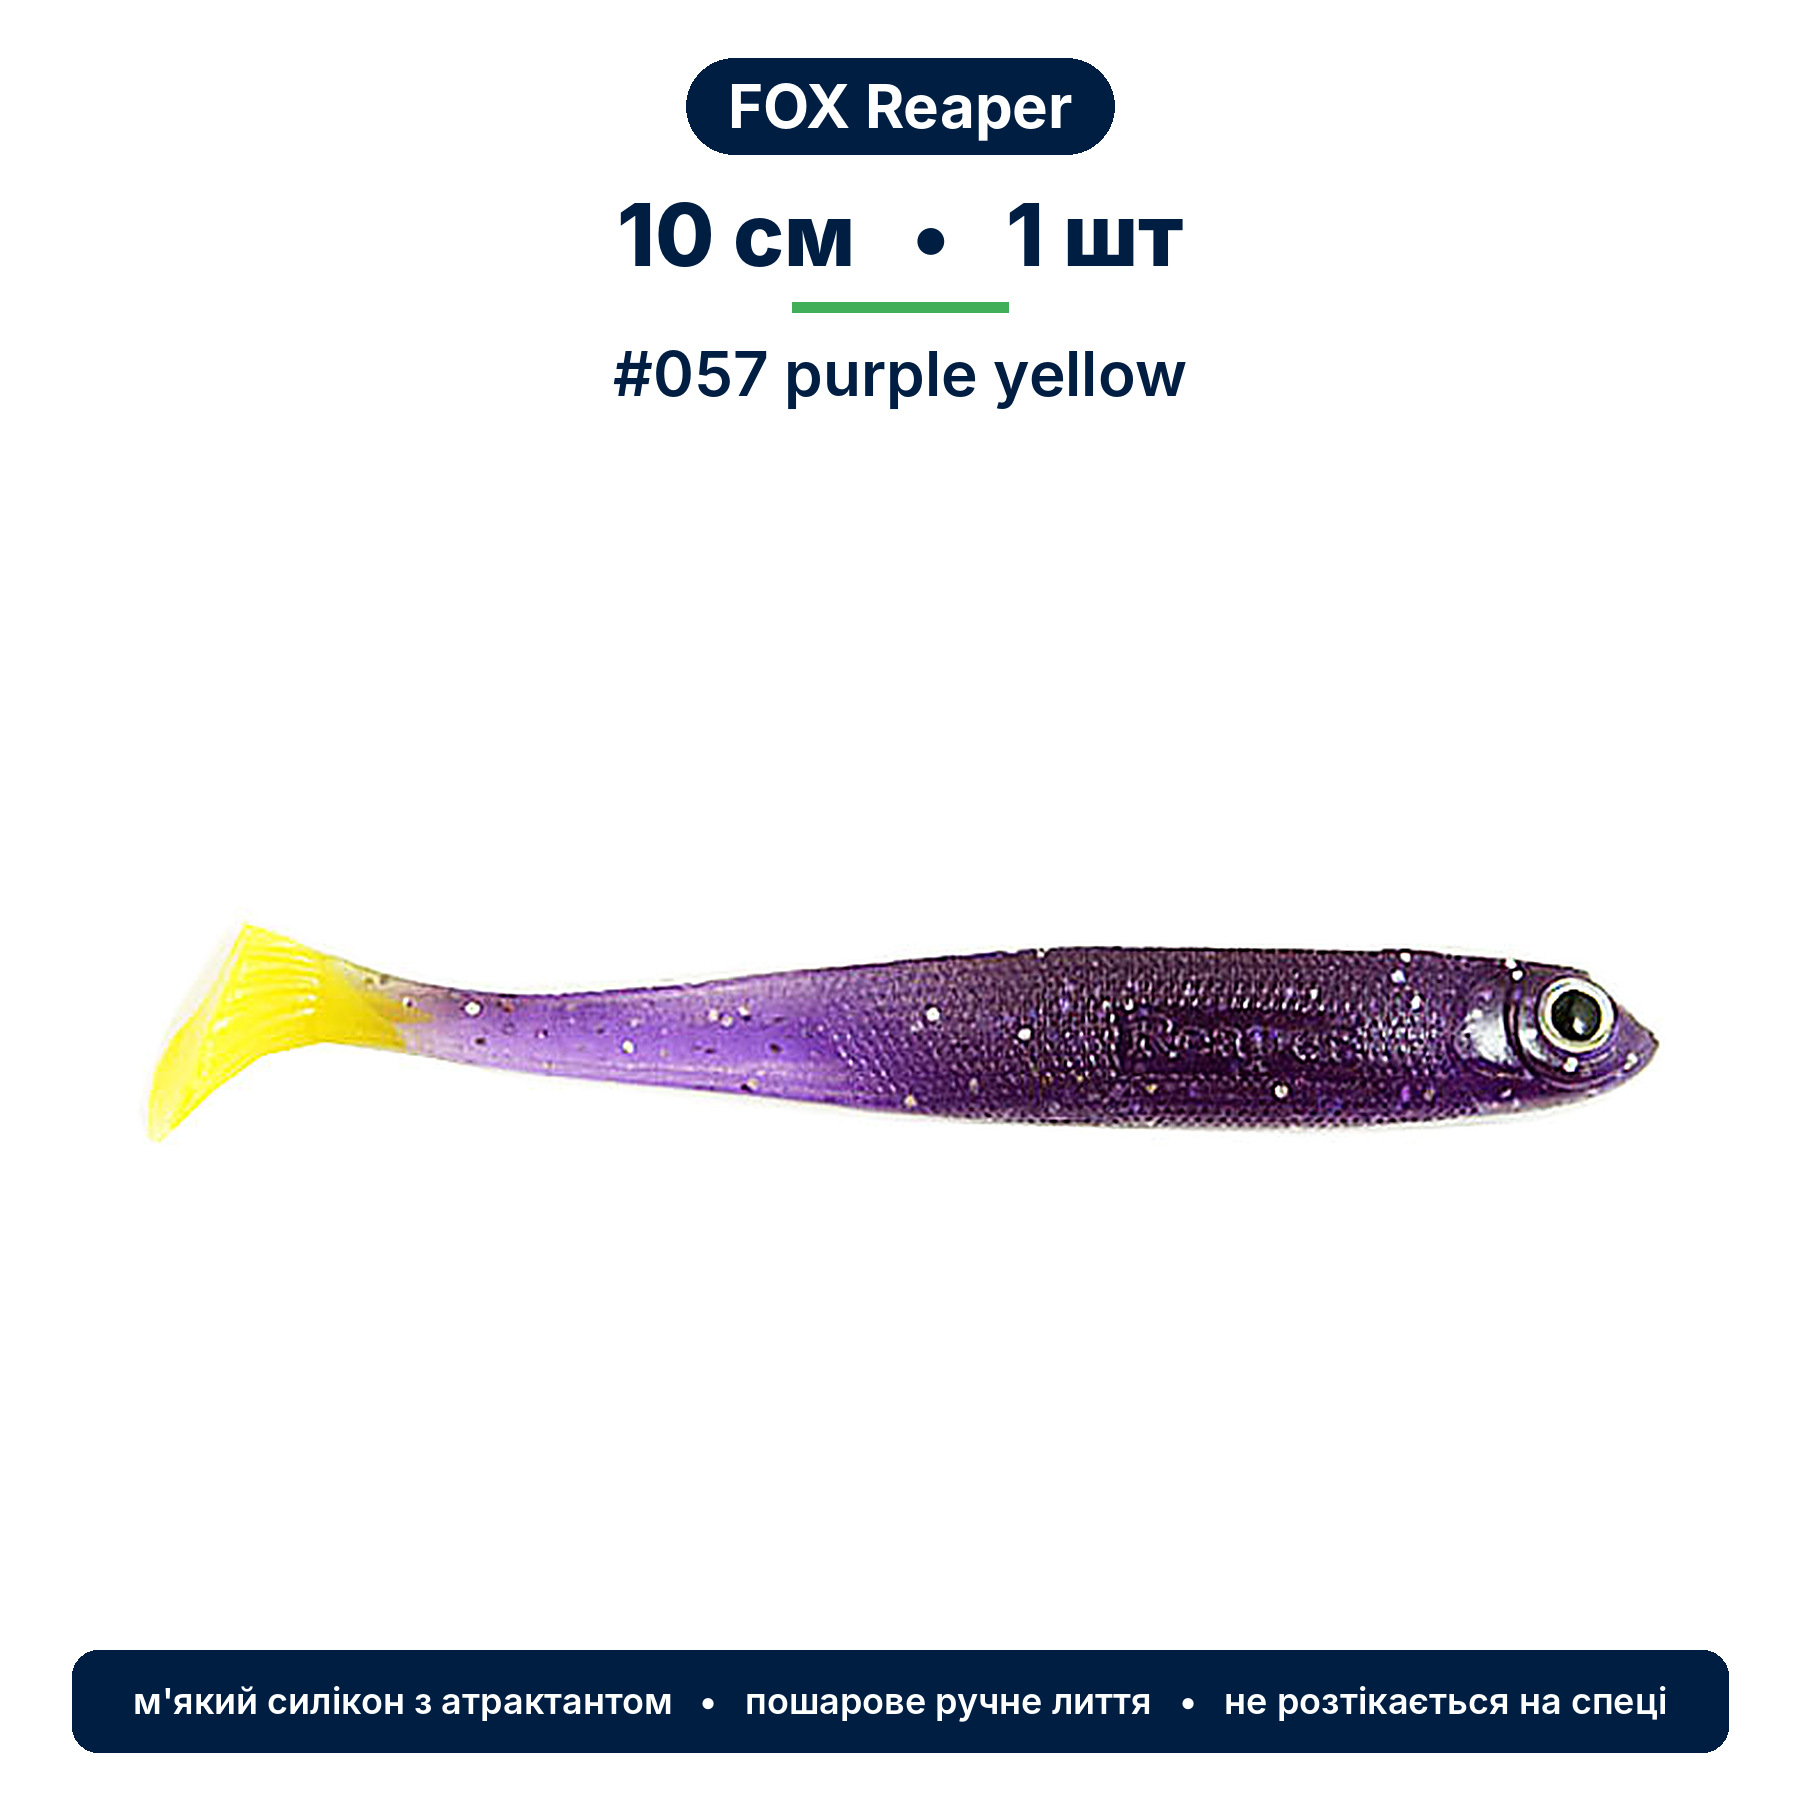 FOX Reaper
10 см • 1 шт
#057 purple yellow
Reaper
м'який силікон з атрактантом • пошарове ручне лиття • не розтікається на спеці